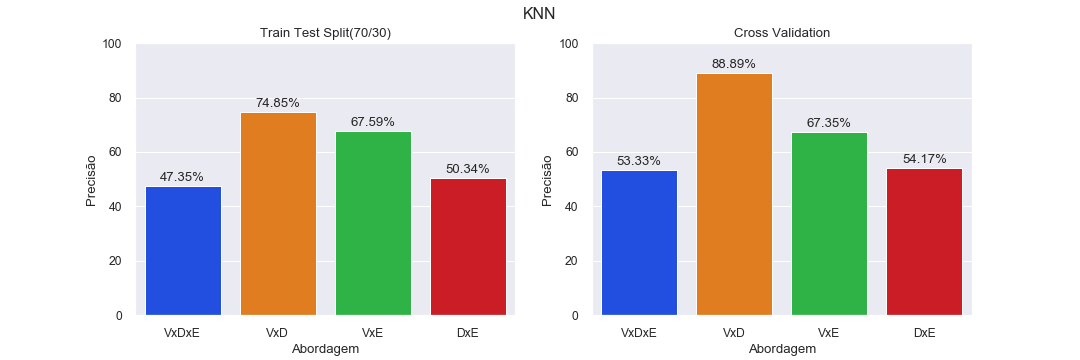 KNN
Train Test Split(70/30)
100
80
60
40
20
0
Precisão
47.35%
74.85%
67.59%
50.34%
VxDxE
VxD
VxE
DxE
Abordagem
Cross Validation
100
80
60
40
20
0
Precisão
53.33%
88.89%
67.35%
54.17%
VxDxE
VxD
VxE
DxE
Abordagem